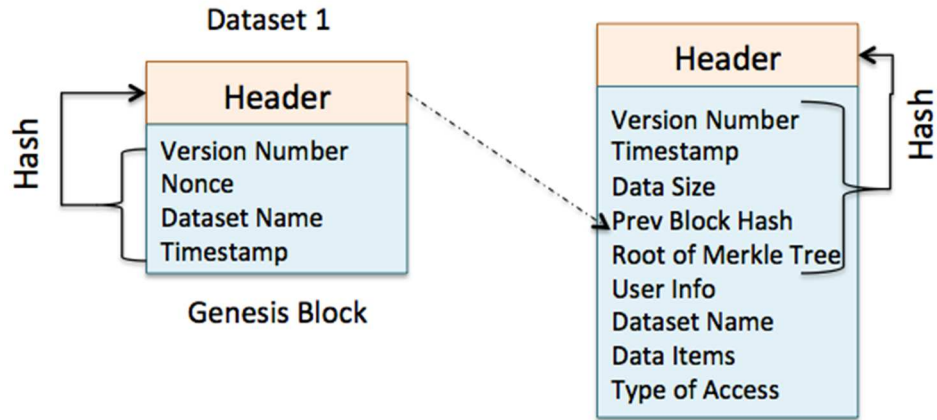 Dataset 1
Hash
Header
Version Number
Nonce
Dataset Name
Timestamp
Genesis Block
Header
Version Number
Timestamp
Data Size
Prev Block Hash
Root of Merkle Tree
User Info
Dataset Name
Data Items
Type of Access
Hash